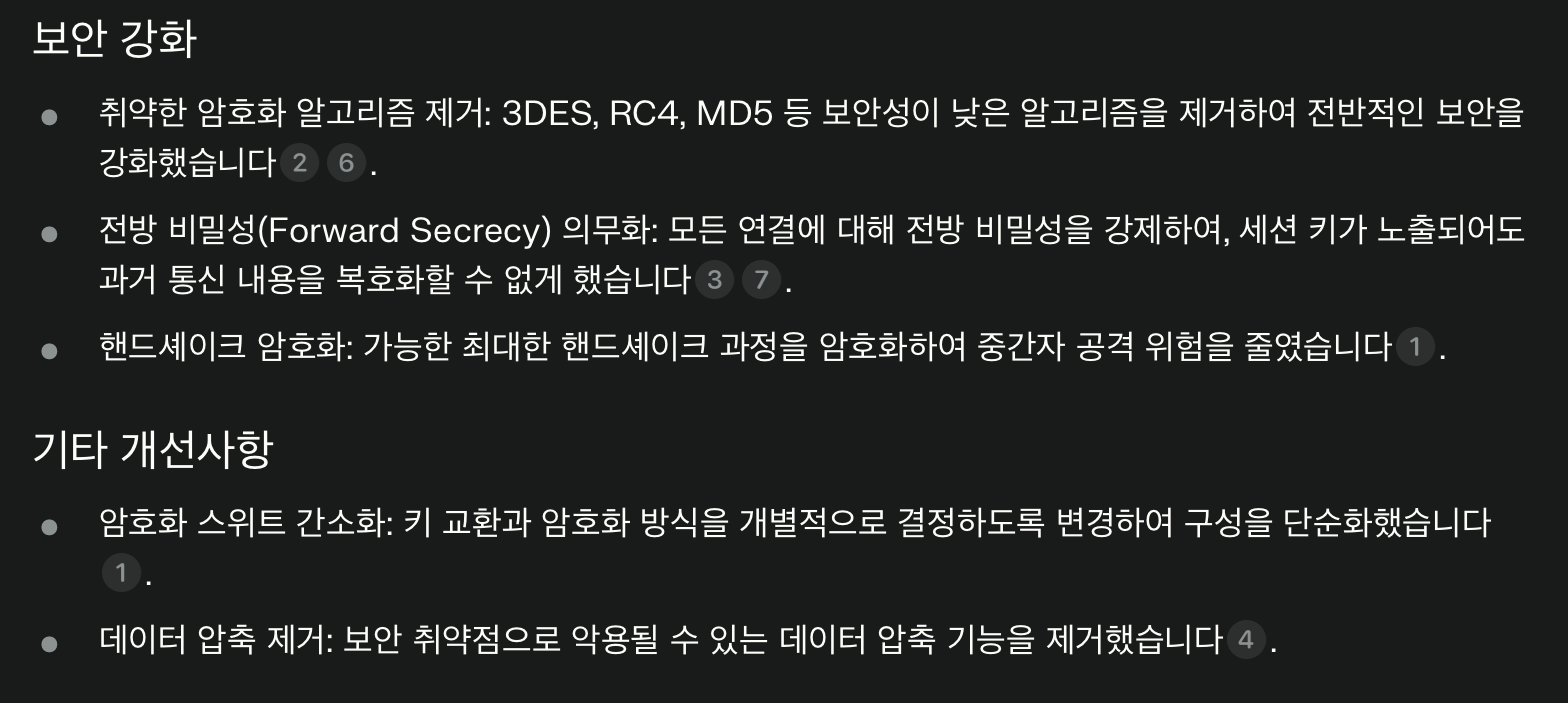 보안 강화
취약한 암호화 알고리즘 제거: 3DES, RC4, MD5 등 보안성이 낮은 알고리즘을 제거하여 전반적인 보안을
강화했습니다 2 6 .
전방 비밀성(Forward Secrecy) 의무화: 모든 연결에 대해 전방 비밀성을 강제하여, 세션 키가 노출되어도
과거 통신 내용을 복호화할 수 없게 했습니다 3 7 .
핸드셰이크 암호화: 가능한 최대한 핸드셰이크 과정을 암호화하여 중간자 공격 위험을 줄였습니다 1 .
기타 개선사항
암호화 스위트 간소화: 키 교환과 암호화 방식을 개별적으로 결정하도록 변경하여 구성을 단순화했습니다
1 .
데이터 압축 제거: 보안 취약점으로 악용될 수 있는 데이터 압축 기능을 제거했습니다 4 .